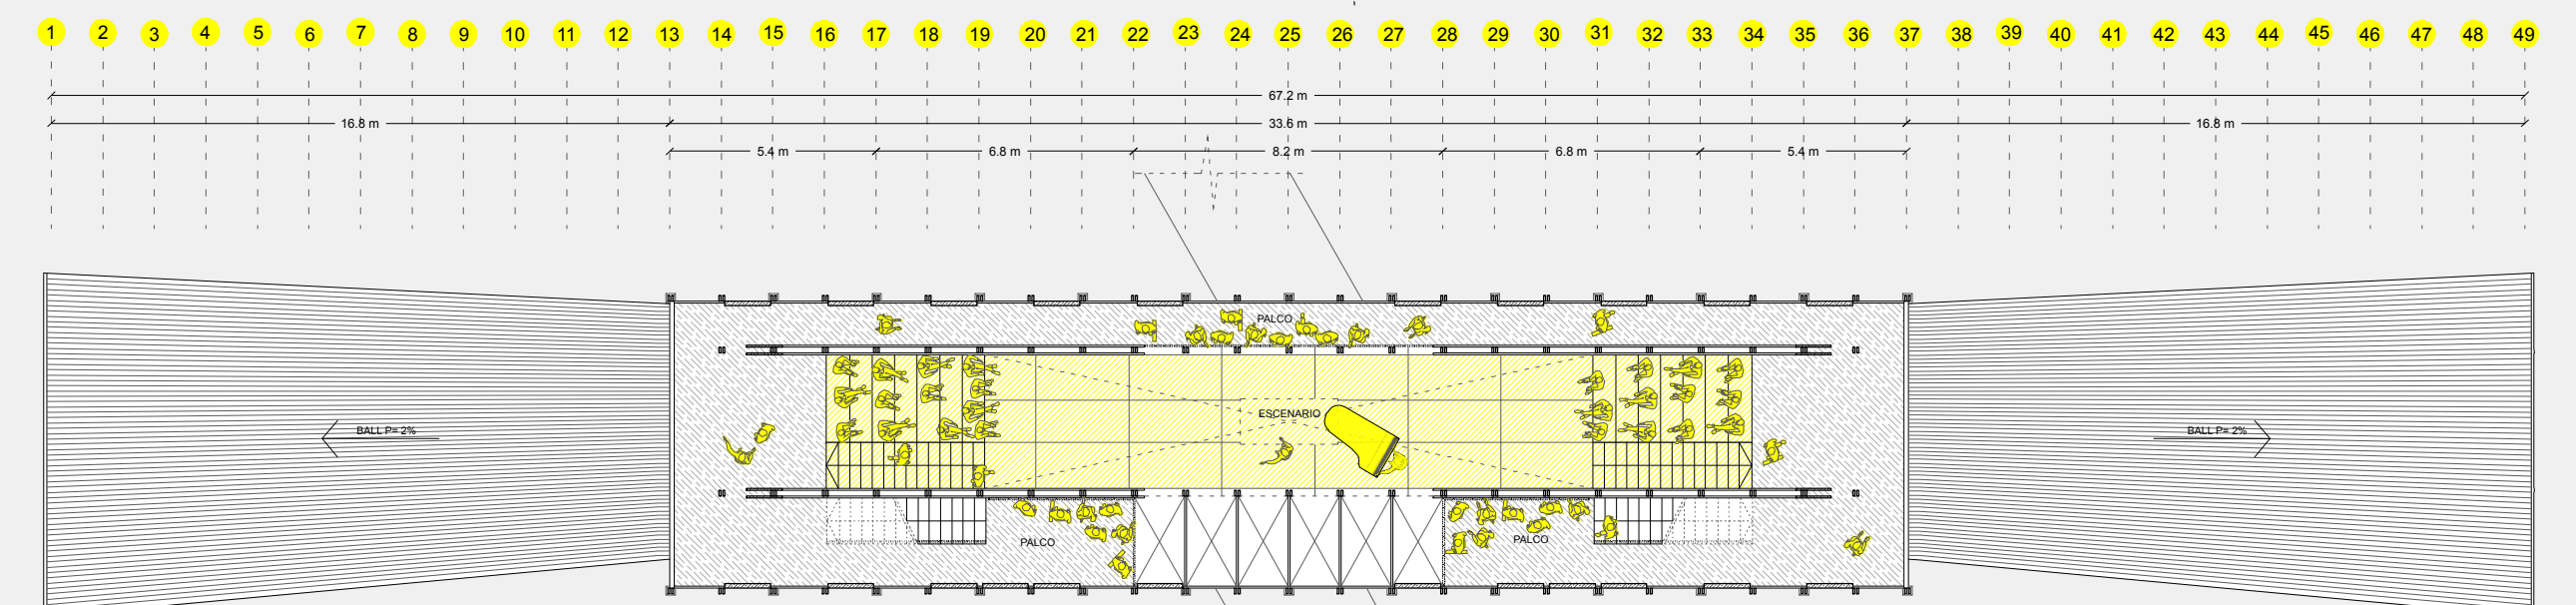 1 2 3 4 5 6 7 8 9 10 11 12 13 14 15 16 17 18 19 20 21 22 23 24 25 26 27 28 29 30 31 32 33 34 35 36 37 38 39 40 41 42 43 44 45 46 47 48 49
67.2 m
16.8 m 33.6 m 16.8 m
5.4 m 6.8 m 8.2 m 6.8 m 5.4 m
PALCO
ESCENARIO
BALL P= 2% BALL P= 2%
PALCO PALCO